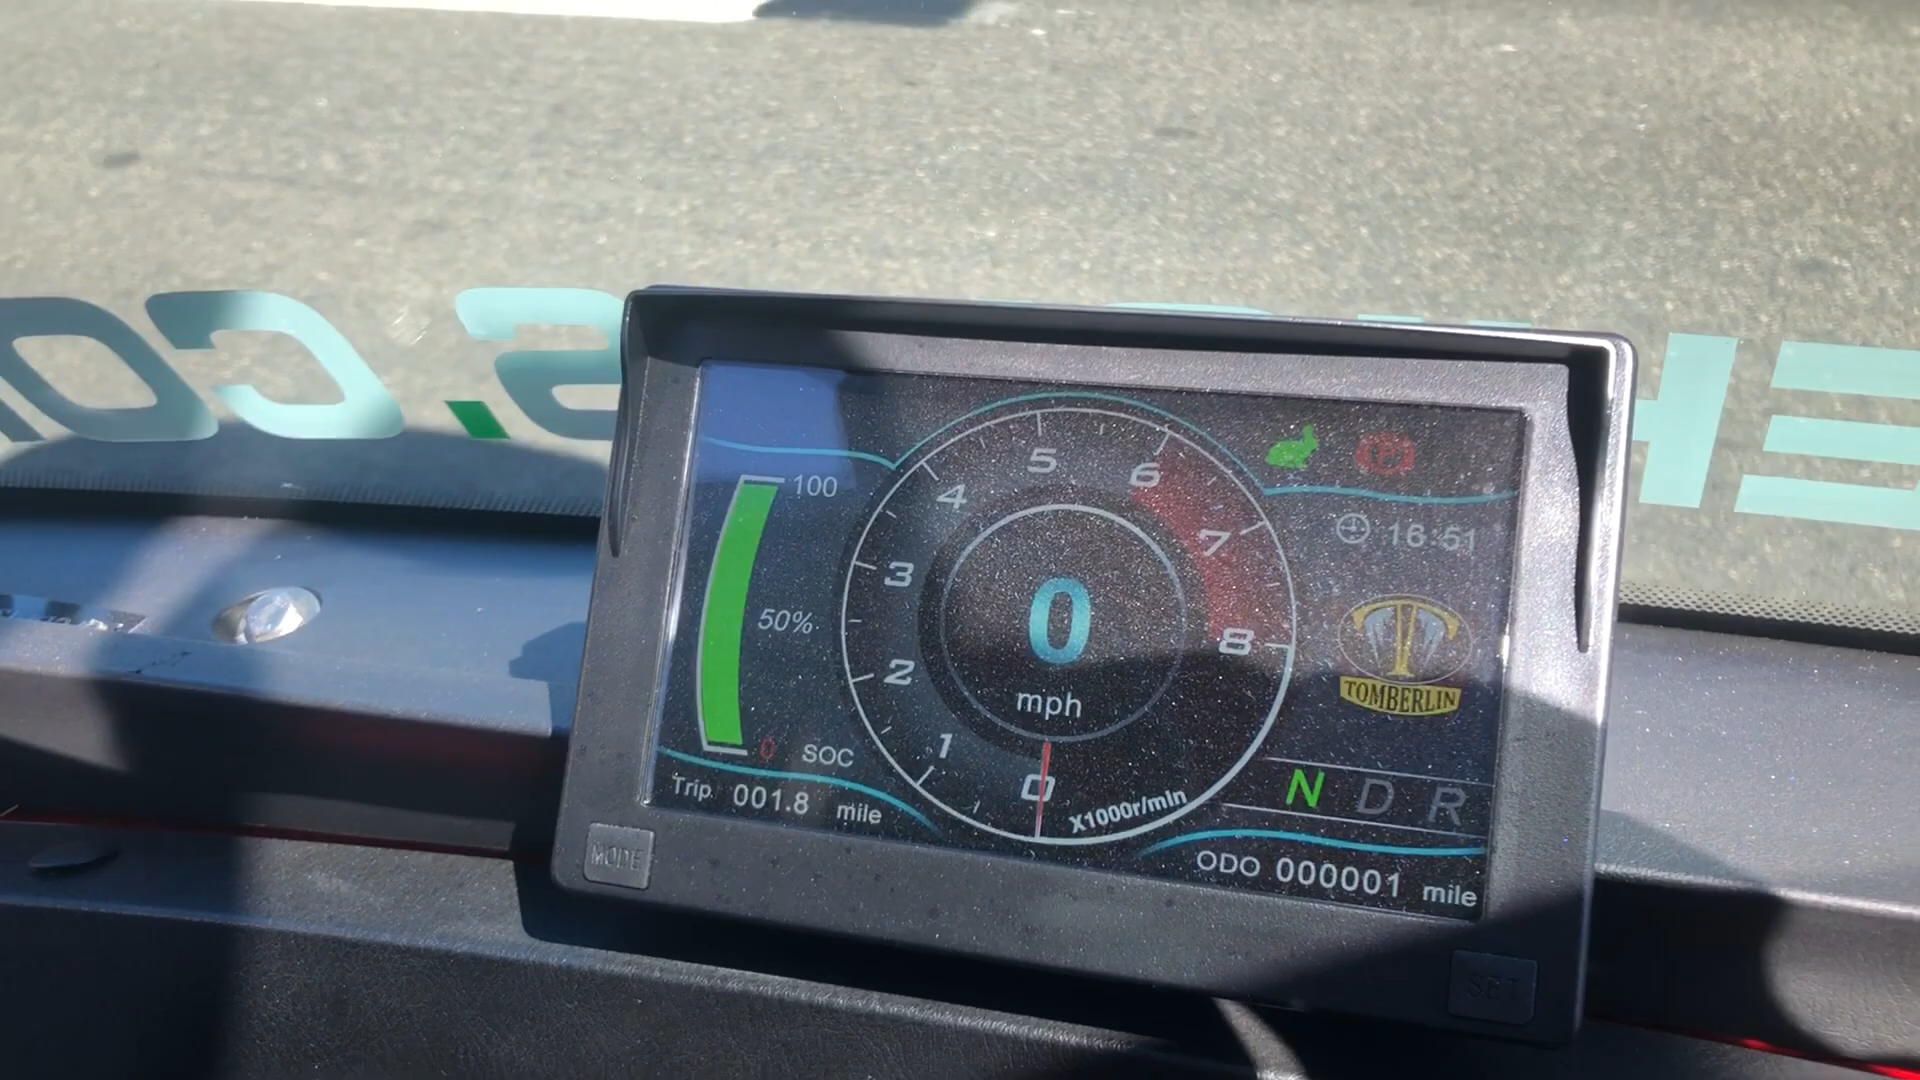 100
50%
0 SOC
Trip 001.8 mile
MODE
0
1
2
3
4
5
6
7
8
0
mph
X1000r/min
P
16:51
TOMBERLIN
N D R
ODO 000001 mile
SET